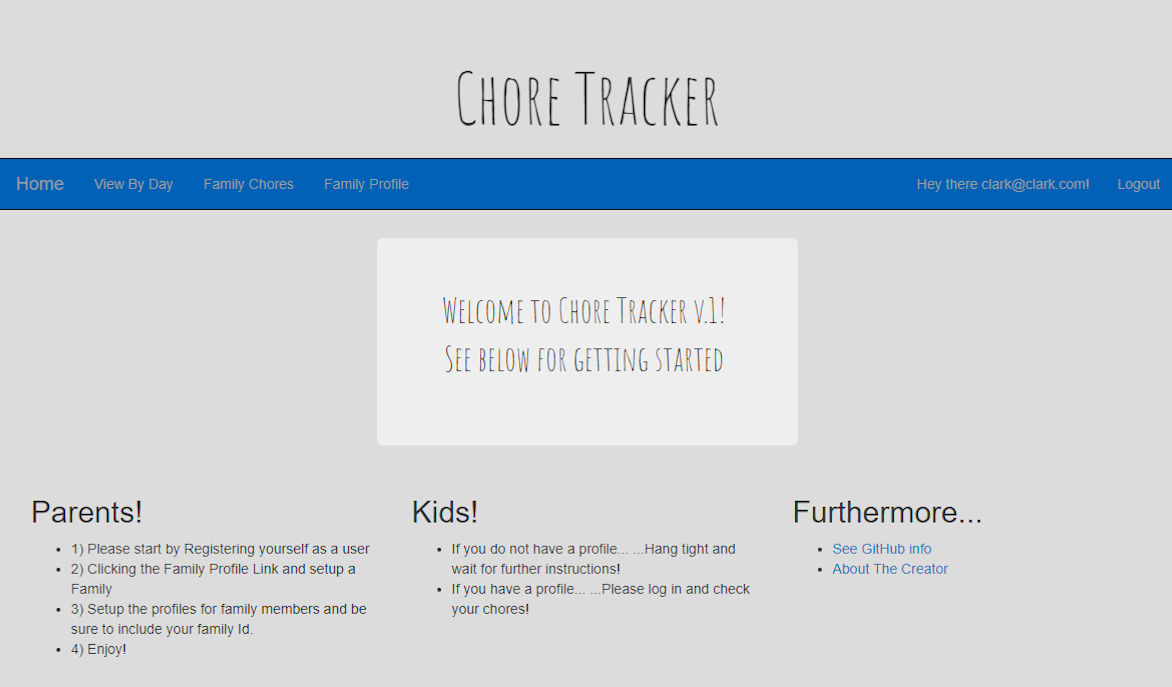 Chore Tracker
Home View By Day Family Chores Family Profile Hey there clark@clark.com! Logout
Welcome to Chore Tracker v.1!
See below for getting started
Parents!
1) Please start by Registering yourself as a user
2) Clicking the Family Profile Link and setup a
Family
3) Setup the profiles for family members and be
sure to include your family Id.
4) Enjoy!
Kids!
If you do not have a profile... ...Hang tight and
wait for further instructions!
If you have a profile... ...Please log in and check
your chores!
Furthermore...
See GitHub info
About The Creator